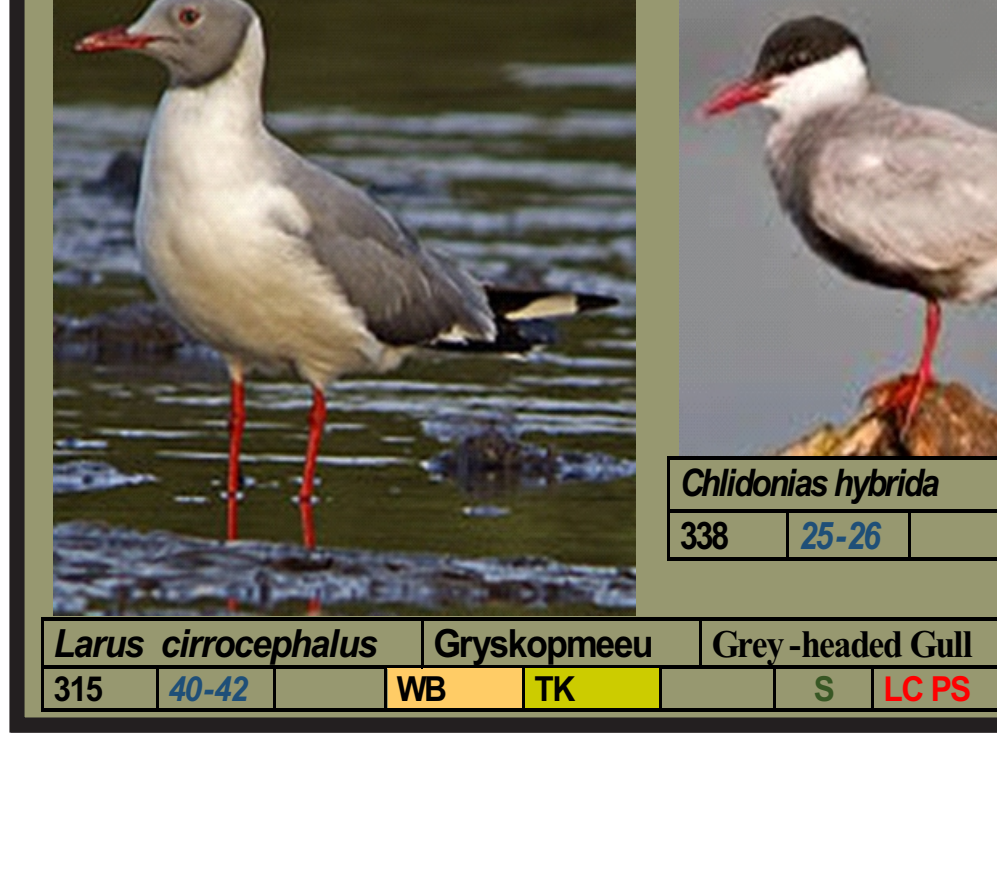 Chlidonias hybrida
338 25-26
Larus cirrocephalus Gryskopmeeu Grey-headed Gull
315 40-42 WB TK S LC PS